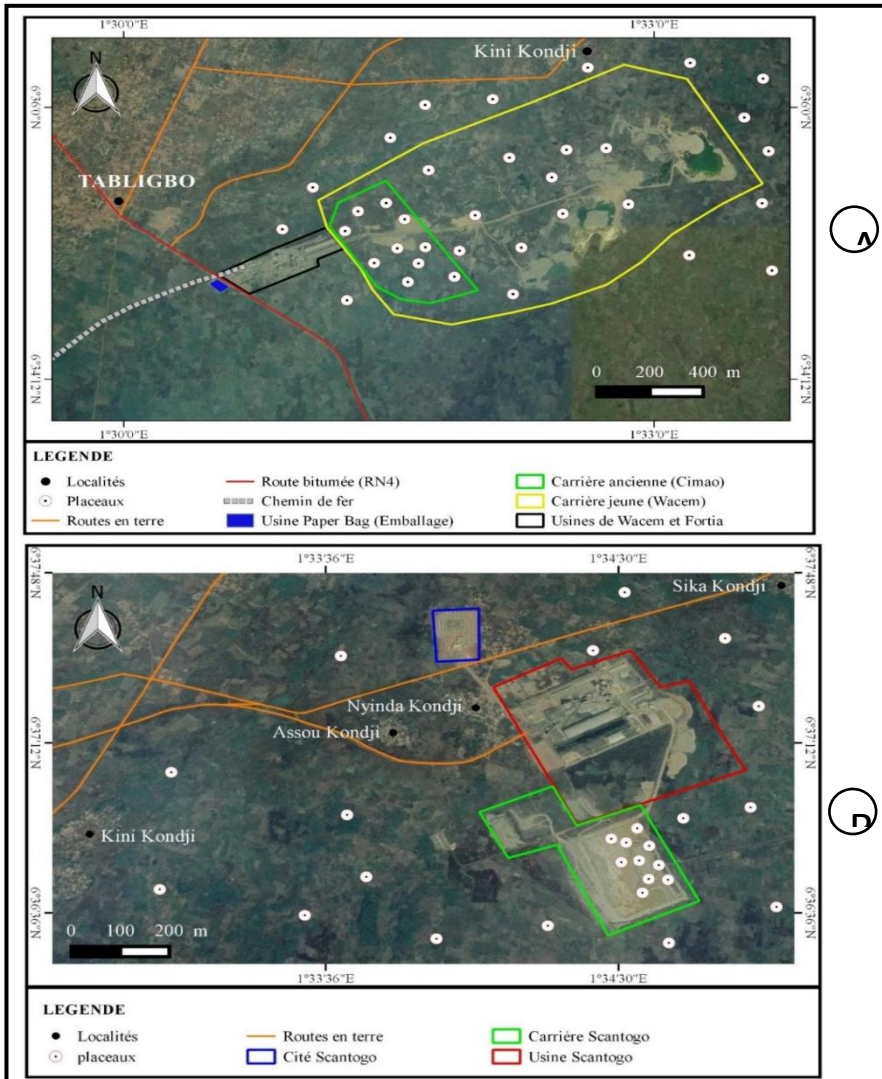 1°30'0"E 1°33'0"E
N
Kini Kondji
6°36'0"N 6°36'0"N
TABLIGBO
6°34'12"N 6°34'12"N
0 200 400 m
1°30'0"E 1°33'0"E
LEGENDE
Localités Route bitumée (RN4) Carrière ancienne (Cimao)
Placeaux Chemin de fer Carrière jeune (Wacem)
Routes en terre Usine Paper Bag (Emballage) Usines de Wacem et Fortia
1°33'36"E 1°34'30"E
6°37'48"N 6°37'48"N
N
Sika Kondji
Nyinda Kondji
Assou Kondji
6°37'12"N 6°37'12"N
Kini Kondji
6°36'36"N 6°36'36"N
0 100 200 m
1°33'36"E 1°34'30"E
LEGENDE
Localités Routes en terre Carrière Scantogo
placeaux Cité Scantogo Usine Scantogo